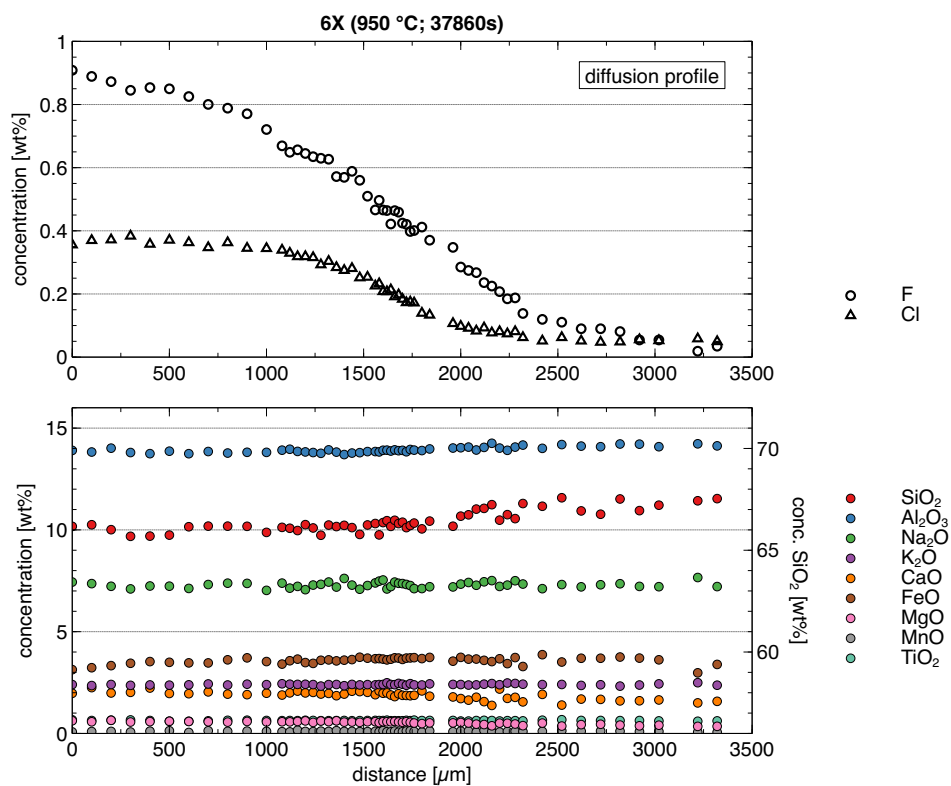 6X (950 °C; 37860s)
diffusion profile
concentration [wt%]
1
0.8
0.6
0.4
0.2
0
0 500 1000 1500 2000 2500 3000 3500
F
Cl
concentration [wt%]
15
10
5
0
conc. SiO₂ [wt%]
70
65
60
0 500 1000 1500 2000 2500 3000 3500
distance [µm]
SiO₂
Al₂O₃
Na₂O
K₂O
CaO
FeO
MgO
MnO
TiO₂